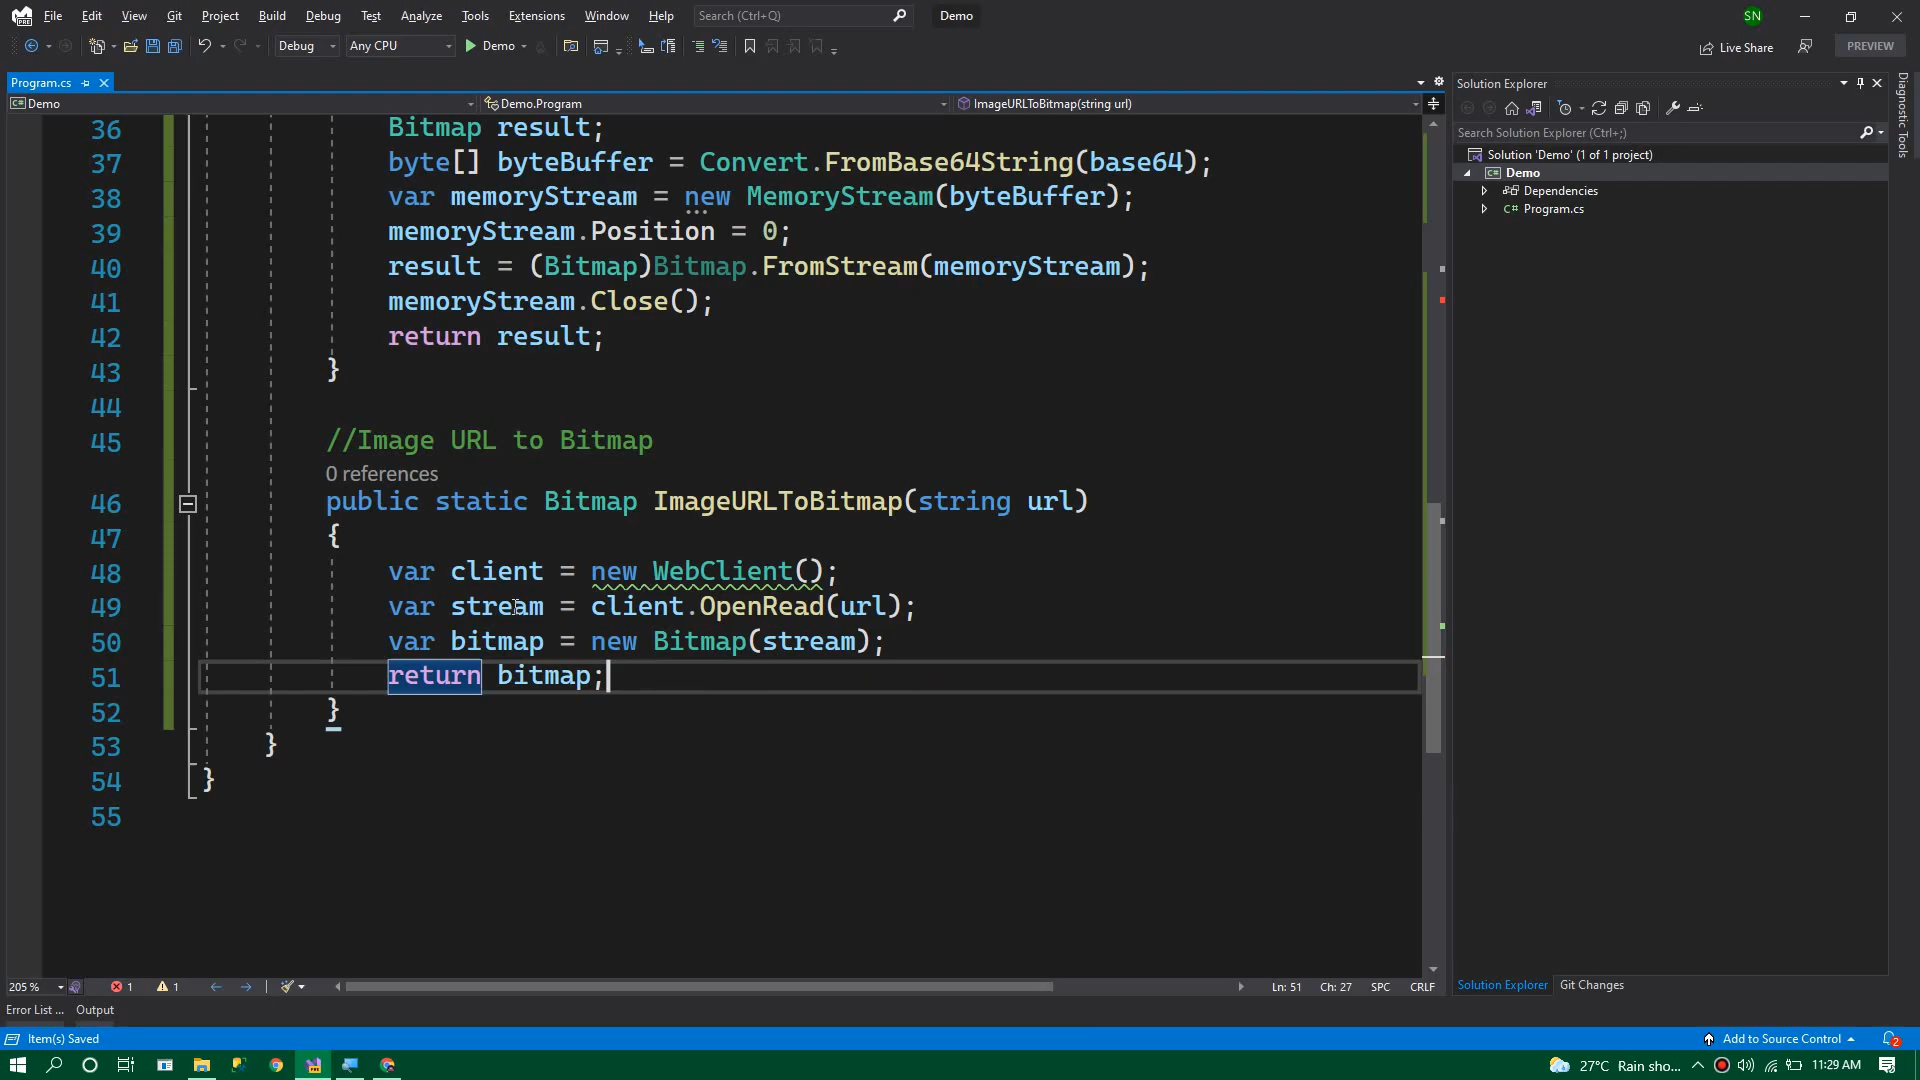 File Edit View Git Project Build Debug Test Analyze Tools Extensions Window Help Search (Ctrl+Q) Demo SN
Debug Any CPU Demo Live Share PREVIEW
Program.cs
Demo Demo.Program ImageURLToBitmap(string url)
36 Bitmap result;
37 byte[] byteBuffer = Convert.FromBase64String(base64);
38 var memoryStream = new MemoryStream(byteBuffer);
39 memoryStream.Position = 0;
40 result = (Bitmap)Bitmap.FromStream(memoryStream);
41 memoryStream.Close();
42 return result;
43 }
44
45 //Image URL to Bitmap
0 references
46 public static Bitmap ImageURLToBitmap(string url)
47 {
48 var client = new WebClient();
49 var stream = client.OpenRead(url);
50 var bitmap = new Bitmap(stream);
51 return bitmap;
52 }
53 }
54 }
55
205 % 1 1 Ln: 51 Ch: 27 SPC CRLF
Error List ... Output
Solution Explorer
Search Solution Explorer (Ctrl+;)
Solution 'Demo' (1 of 1 project)
Demo
Dependencies
C# Program.cs
Solution Explorer Git Changes
Diagnostic Tools
Item(s) Saved Add to Source Control 2
27°C Rain sho... 11:29 AM